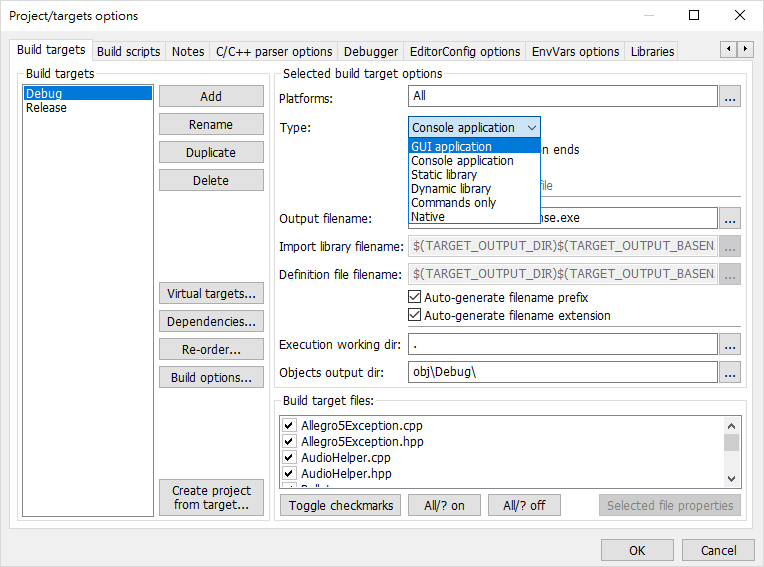 Project/targets options
Build targets
Build scripts
Notes
C/C++ parser options
Debugger
EditorConfig options
EnvVars options
Libraries
Build targets
Debug
Release
Add
Rename
Duplicate
Delete
Virtual targets...
Dependencies...
Re-order...
Build options...
Create project
from target...
Selected build target options
Platforms:
All
...
Type:
Console application
GUI application
Console application
Static library
Dynamic library
Commands only
Native
ends
Output filename:
nse.exe
...
Import library filename:
$(TARGET_OUTPUT_DIR)$(TARGET_OUTPUT_BASEN
...
Definition file filename:
$(TARGET_OUTPUT_DIR)$(TARGET_OUTPUT_BASEN
...
Auto-generate filename prefix
Auto-generate filename extension
Execution working dir:
.
...
Objects output dir:
obj\Debug\
...
Build target files:
Allegro5Exception.cpp
Allegro5Exception.hpp
AudioHelper.cpp
AudioHelper.hpp
Toggle checkmarks
All/? on
All/? off
Selected file properties
OK
Cancel